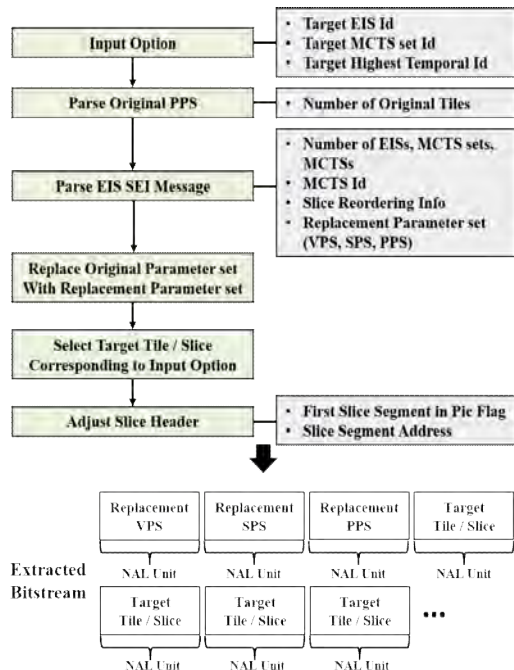 Input Option
• Target EIS Id
• Target MCTS set Id
• Target Highest Temporal Id
Parse Original PPS
• Number of Original Tiles
Parse EIS SEI Message
• Number of EISs, MCTS sets,
MCTSs
• MCTS Id
• Slice Reordering Info
• Replacement Parameter set
(VPS, SPS, PPS)
Replace Original Parameter set
With Replacement Parameter set
Select Target Tile / Slice
Corresponding to Input Option
Adjust Slice Header
• First Slice Segment in Pic Flag
• Slice Segment Address
Extracted
Bitstream
Replacement
VPS
Replacement
SPS
Replacement
PPS
Target
Tile / Slice
NAL Unit
NAL Unit
NAL Unit
NAL Unit
Target
Tile / Slice
Target
Tile / Slice
Target
Tile / Slice
•••
NAL Unit
NAL Unit
NAL Unit